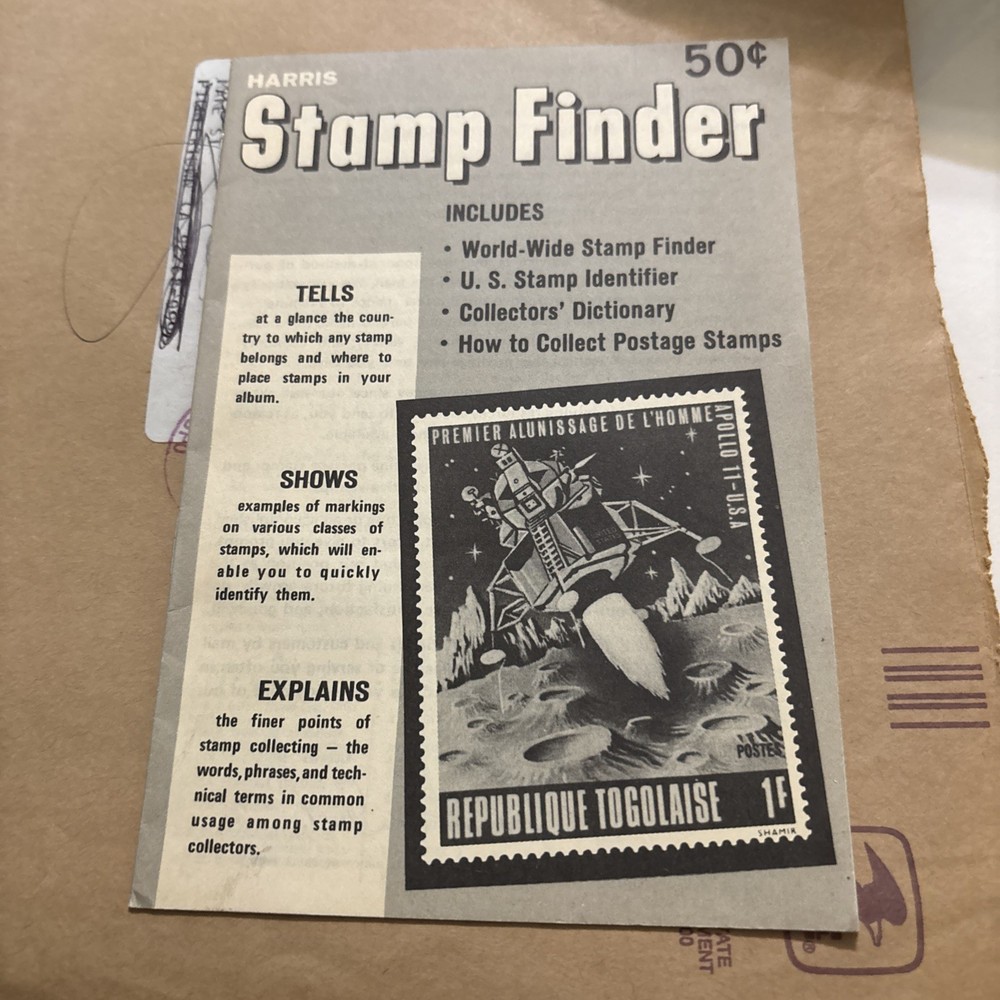 50¢
HARRIS
Stamp Finder
INCLUDES
• World-Wide Stamp Finder
• U. S. Stamp Identifier
• Collectors' Dictionary
• How to Collect Postage Stamps
TELLS
at a glance the coun-
try to which any stamp
belongs and where to
place stamps in your
album.
SHOWS
examples of markings
on various classes of
stamps, which will en-
able you to quickly
identify them.
EXPLAINS
the finer points of
stamp collecting — the
words, phrases, and tech-
nical terms in common
usage among stamp
collectors.
PREMIER ALUNISSAGE DE L'HOMME
APOLLO 11-U.S.A
POSTES
REPUBLIQUE TOGOLAISE 1F
SHAMIR